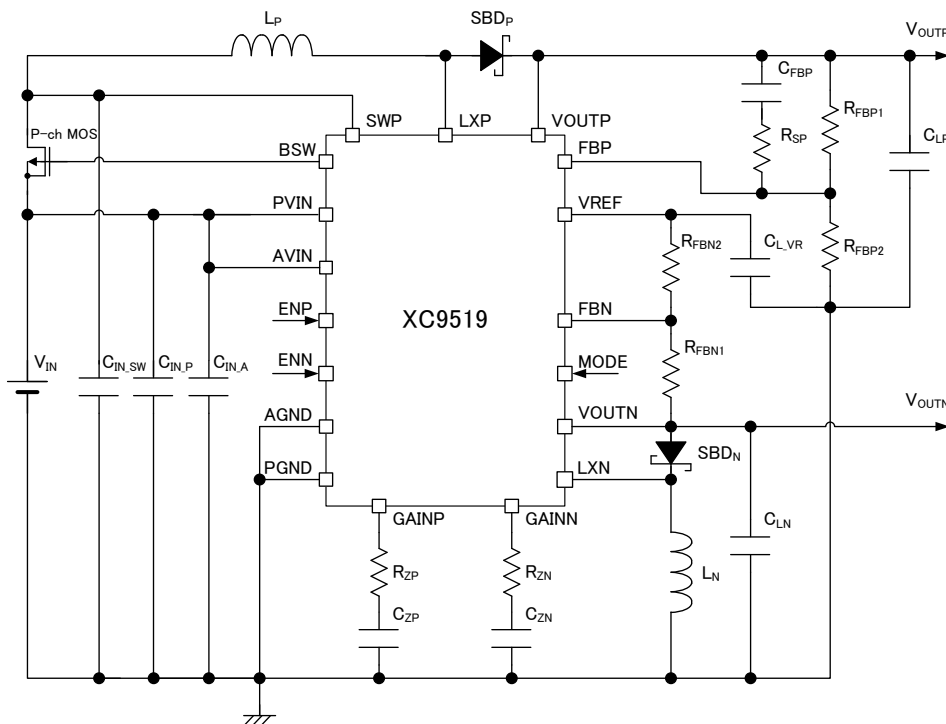 LP
SBDP
VOUTP
CFBP
RFBP1
P-ch MOS
SWP
LXP
VOUTP
BSW
FBP
RSP
CLP
PVIN
VREF
RFBN2
CL_VR
RFBP2
AVIN
ENP
XC9519
FBN
RFBN1
VIN
CIN_SW
CIN_P
CIN_A
ENN
MODE
AGND
VOUTN
VOUTN
SBDN
PGND
LXN
GAINP
GAINN
CLN
RZP
RZN
LN
CZP
CZN